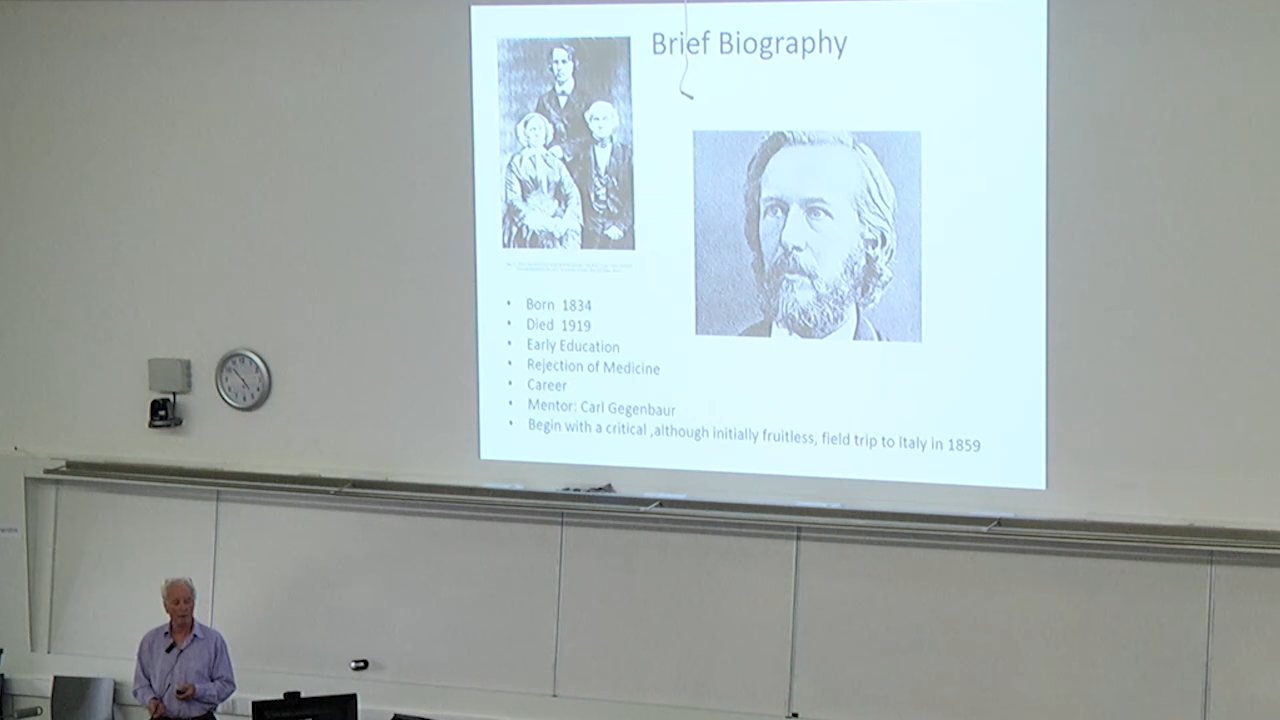 Brief Biography
• Born 1834
• Died 1919
• Early Education
• Rejection of Medicine
• Career
• Mentor: Carl Gegenbaur
• Begin with a critical ,although initially fruitless, field trip to Italy in 1859